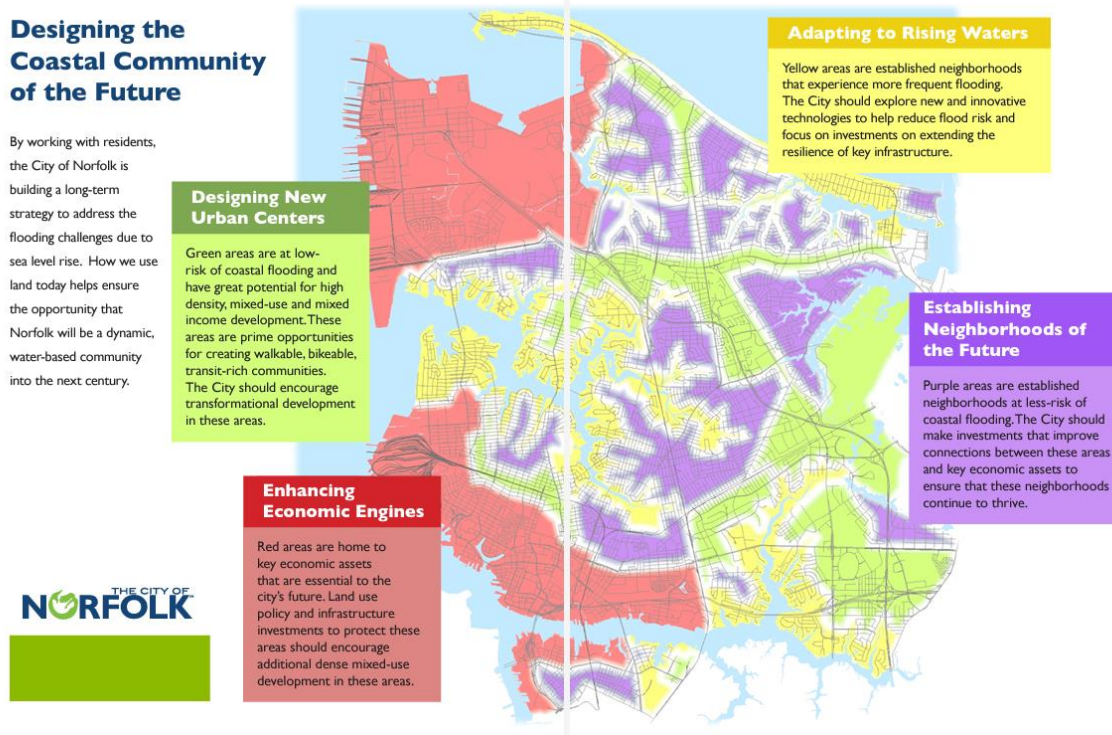 Designing the
Coastal Community
of the Future
By working with residents,
the City of Norfolk is
building a long-term
strategy to address the
flooding challenges due to
sea level rise. How we use
land today helps ensure
the opportunity that
Norfolk will be a dynamic,
water-based community
into the next century.
Adapting to Rising Waters
Yellow areas are established neighborhoods
that experience more frequent flooding.
The City should explore new and innovative
technologies to help reduce flood risk and
focus on investments on extending the
resilience of key infrastructure.
Designing New
Urban Centers
Green areas are at low-
risk of coastal flooding and
have great potential for high
density, mixed-use and mixed
income development. These
areas are prime opportunities
for creating walkable, bikeable,
transit-rich communities.
The City should encourage
transformational development
in these areas.
Establishing
Neighborhoods of
the Future
Purple areas are established
neighborhoods at less-risk of
coastal flooding. The City should
make investments that improve
connections between these areas
and key economic assets to
ensure that these neighborhoods
continue to thrive.
Enhancing
Economic Engines
Red areas are home to
key economic assets
that are essential to the
city's future. Land use
policy and infrastructure
investments to protect these
areas should encourage
additional dense mixed-use
development in these areas.
THE CITY OF
NORFOLK